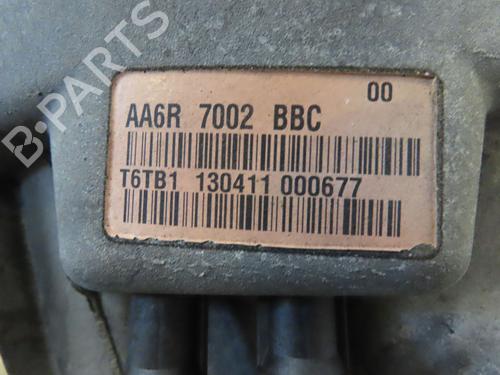 B-PARTS
00
AA6R 7002 BBC
T6TB1 130411 000677